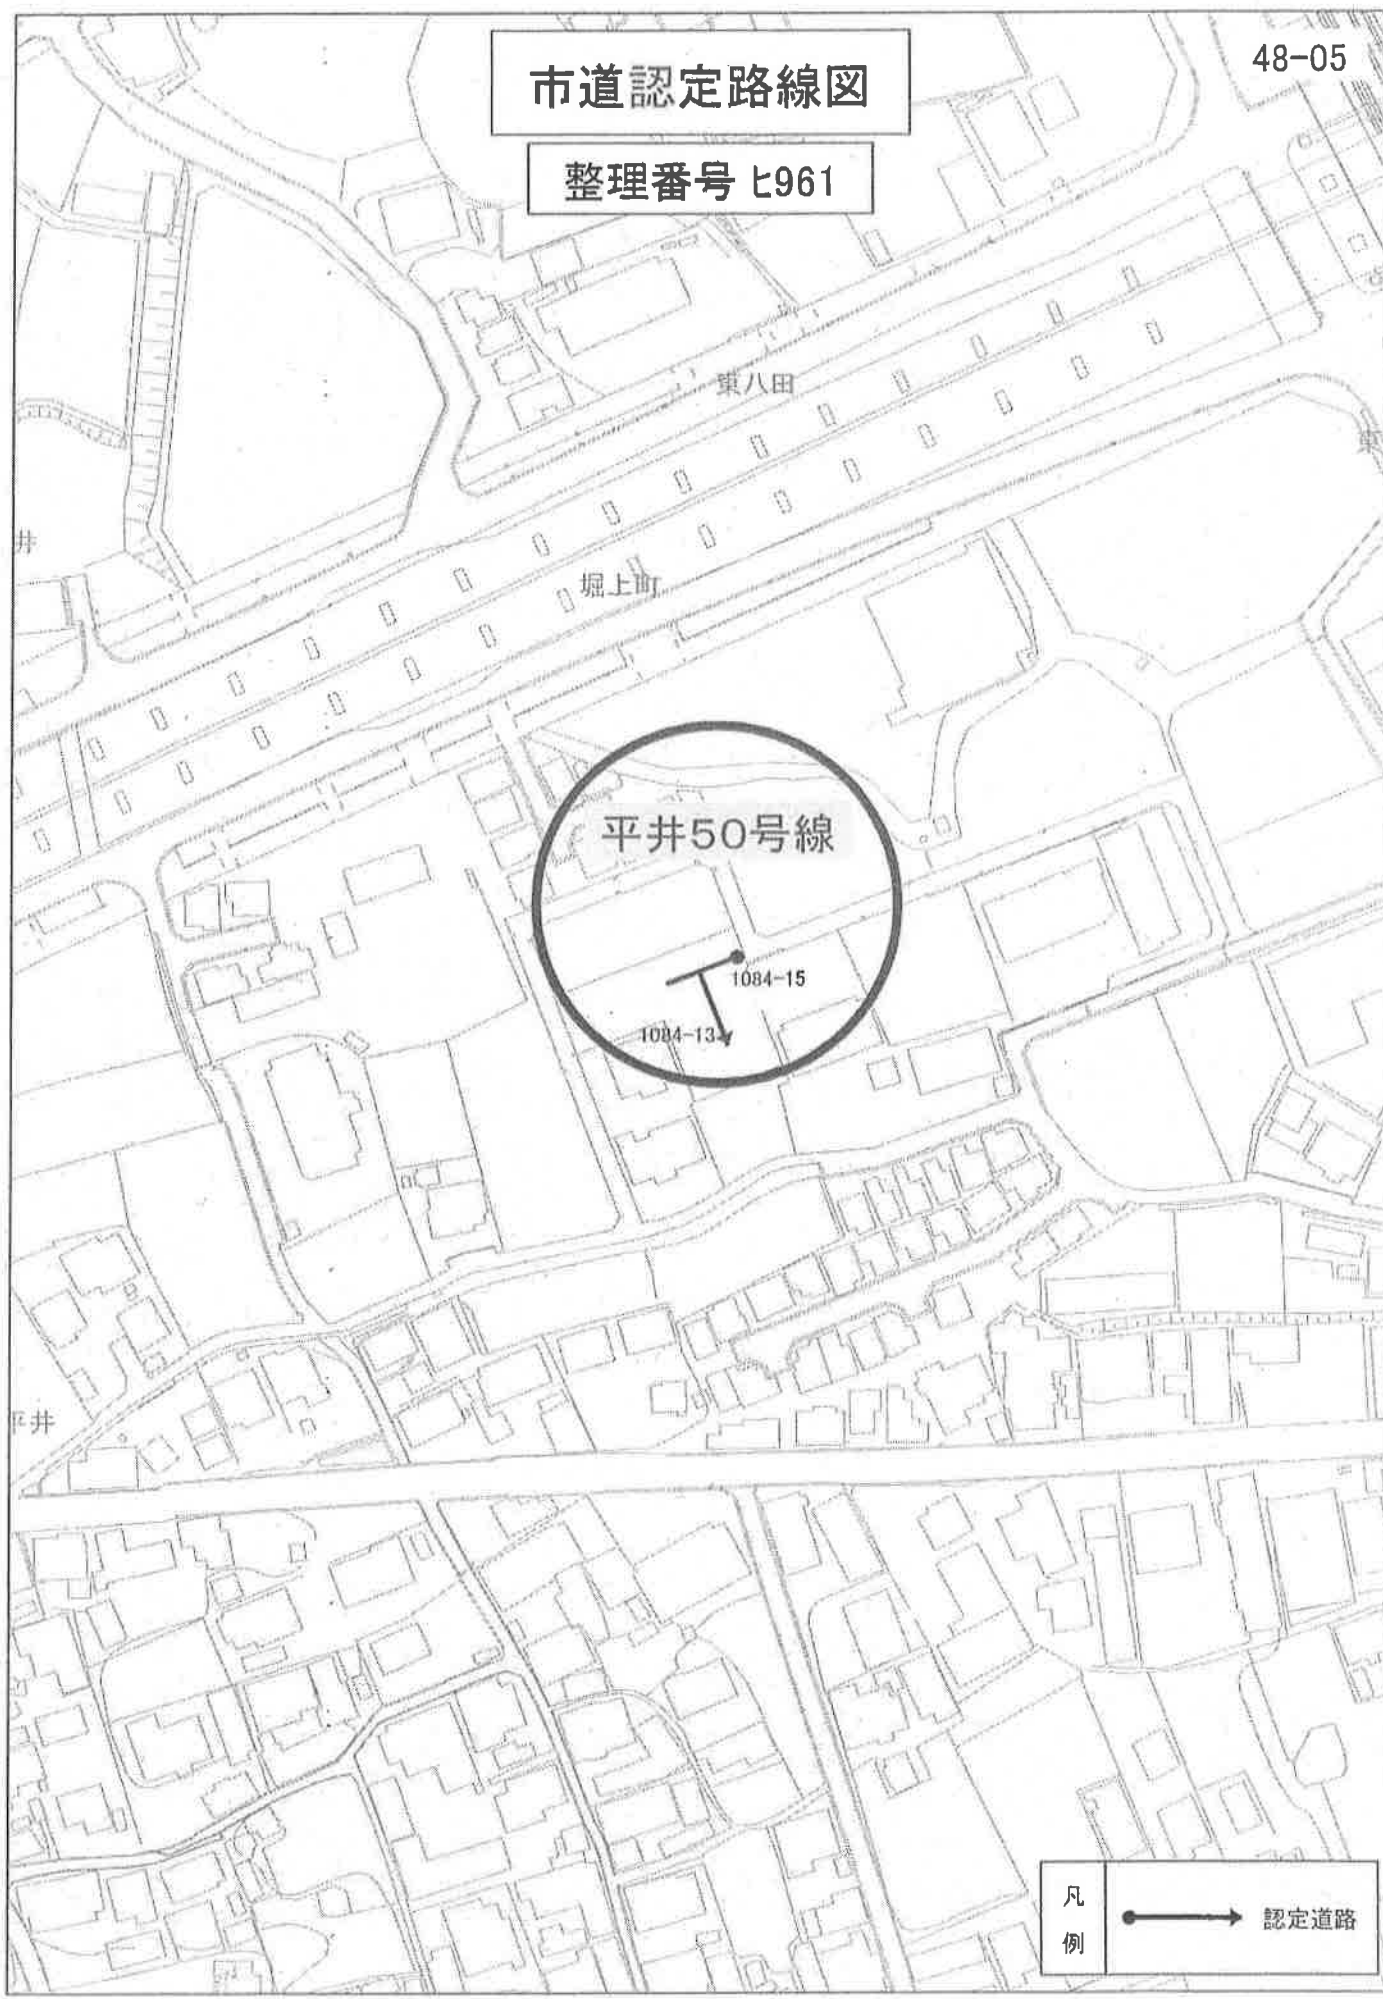 48-05
市道認定路線図
整理番号 ヒ961
東八田
東
井
堀上町
平井50号線
1084-15
1084-13
平井
凡例
認定道路